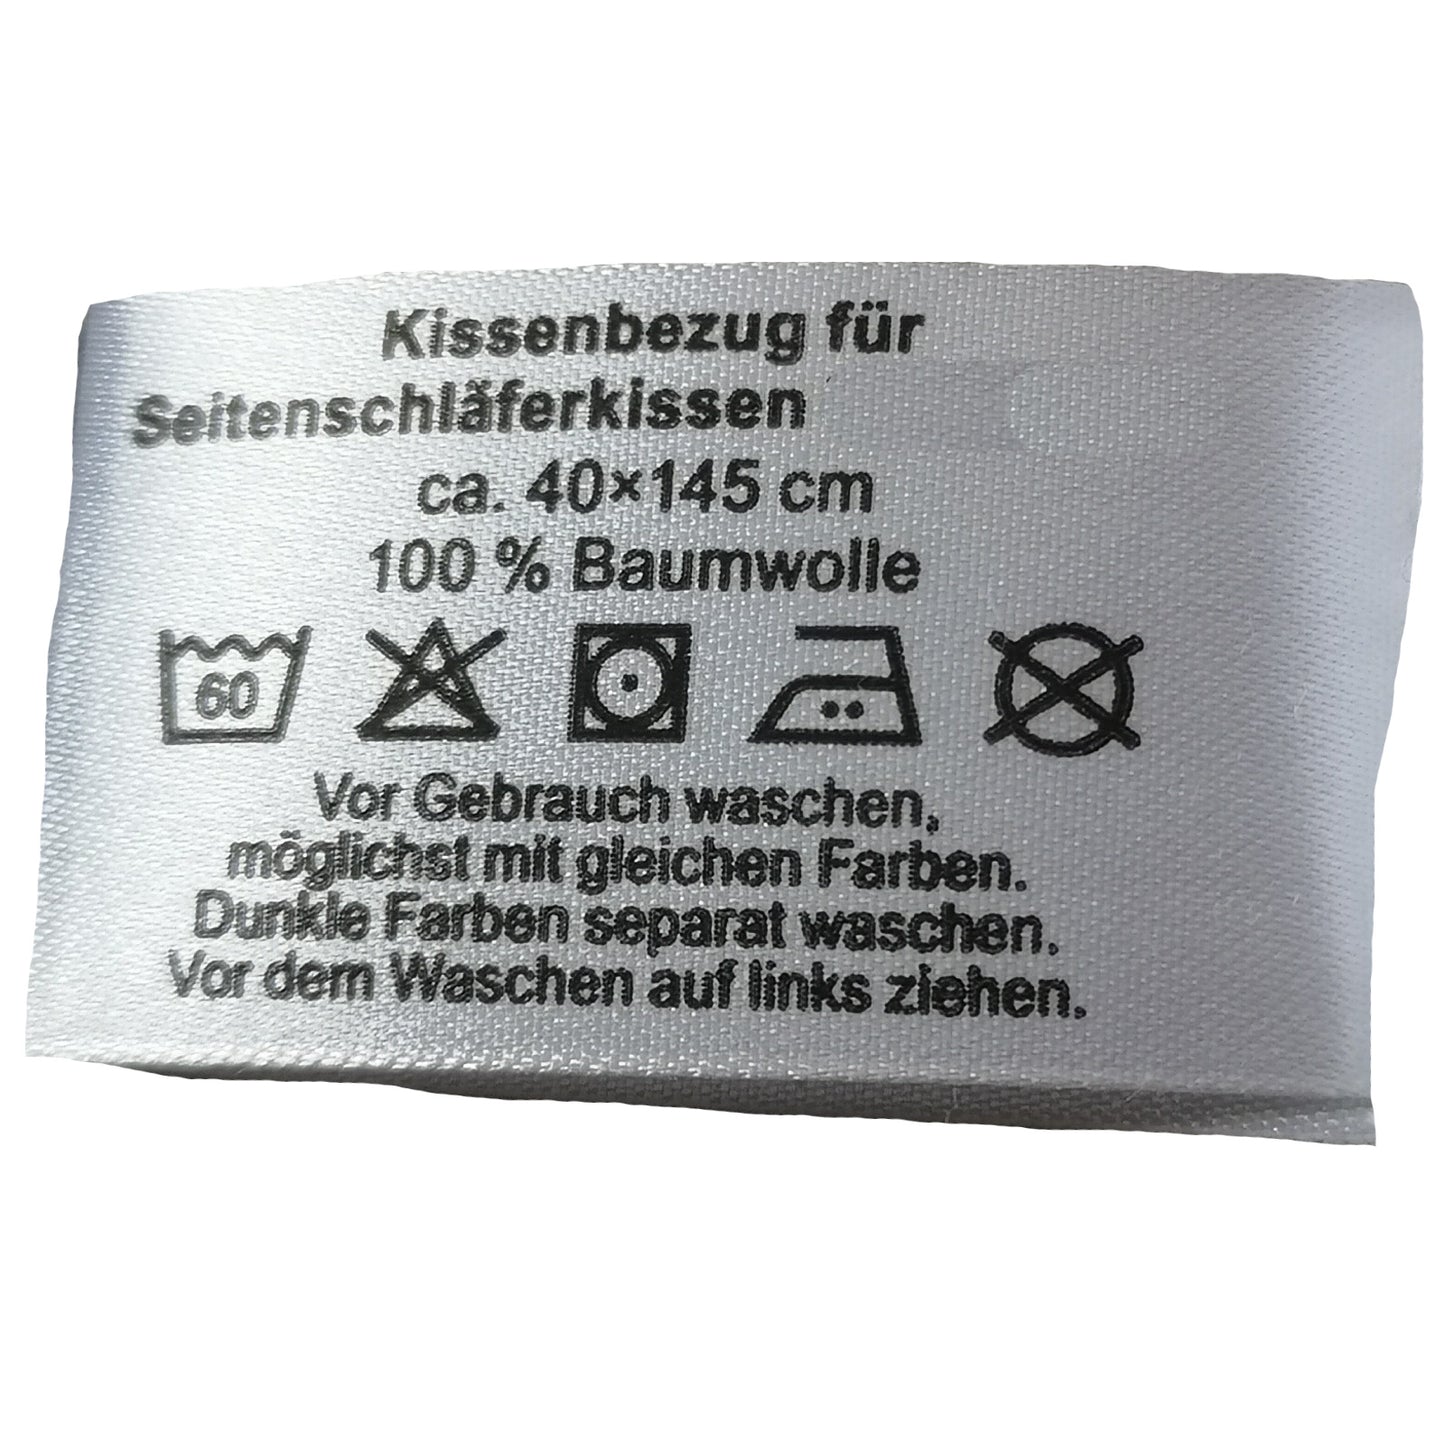 Kissenbezug für
Seitenschläferkissen
ca. 40×145 cm
100 % Baumwolle
60
Vor Gebrauch waschen,
möglichst mit gleichen Farben.
Dunkle Farben separat waschen.
Vor dem Waschen auf links ziehen.